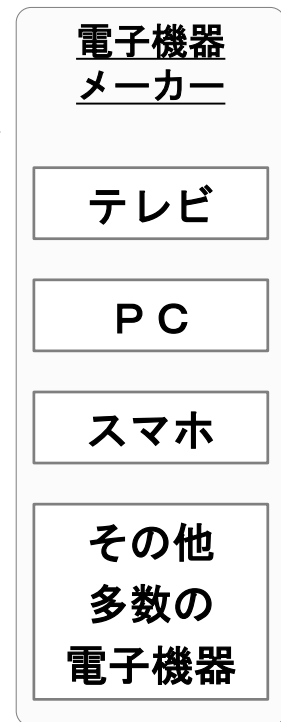 電子機器
メーカー
テレビ
ＰＣ
スマホ
その他
多数の
電子機器